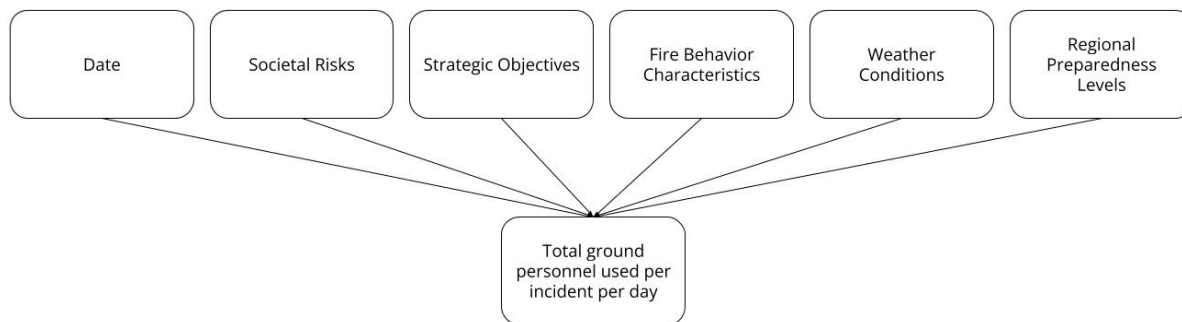 Date
Societal Risks
Strategic Objectives
Fire Behavior
Characteristics
Weather
Conditions
Regional
Preparedness
Levels
Total ground
personnel used per
incident per day